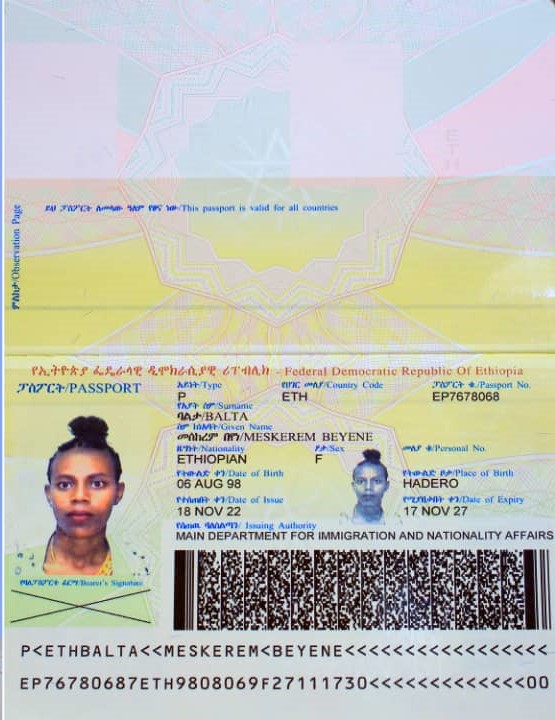 ይህ ፓስፖርት ለመላው ዓለም የፀና ነው/This passport is valid for all countries
ምልከታ/Observation Page
የኢትዮጵያ ፌዴራላዊ ዲሞክራሲያዊ ሪፐብሊክ - Federal Democratic Republic Of Ethiopia
ፓስፖርት/PASSPORT
አይነት/Type
የሀገር መለያ/Country Code
ፓስፖርት ቁ./Passport No.
P
ETH
EP7678068
የአያት ስም/Surname
ባልታ/BALTA
ስም ከነአባት/Given Name
መሰከረም በየነ/MESKEREM BEYENE
ዜግነት/Nationality
ፆታ/Sex
መለያ ቁ/Personal No.
ETHIOPIAN
F
የትውልድ ቀን/Date of Birth
የትውልድ ቦታ/Place of Birth
06 AUG 98
HADERO
የተሰጠበት ቀን/Date of Issue
የሚያበቃበት ቀን/Date of Expiry
18 NOV 22
17 NOV 27
የሰጠዉ ባለስልጣን/ Issuing Authority
MAIN DEPARTMENT FOR IMMIGRATION AND NATIONALITY AFFAIRS
የባለፓስፖርት ፊርማ/Bearer's Signature
P<ETHBALTA<<MESKEREM<BEYENE<<<<<<<<<<<<<<<<<
EP76780687ETH9808069F27111730<<<<<<<<<<<<<00